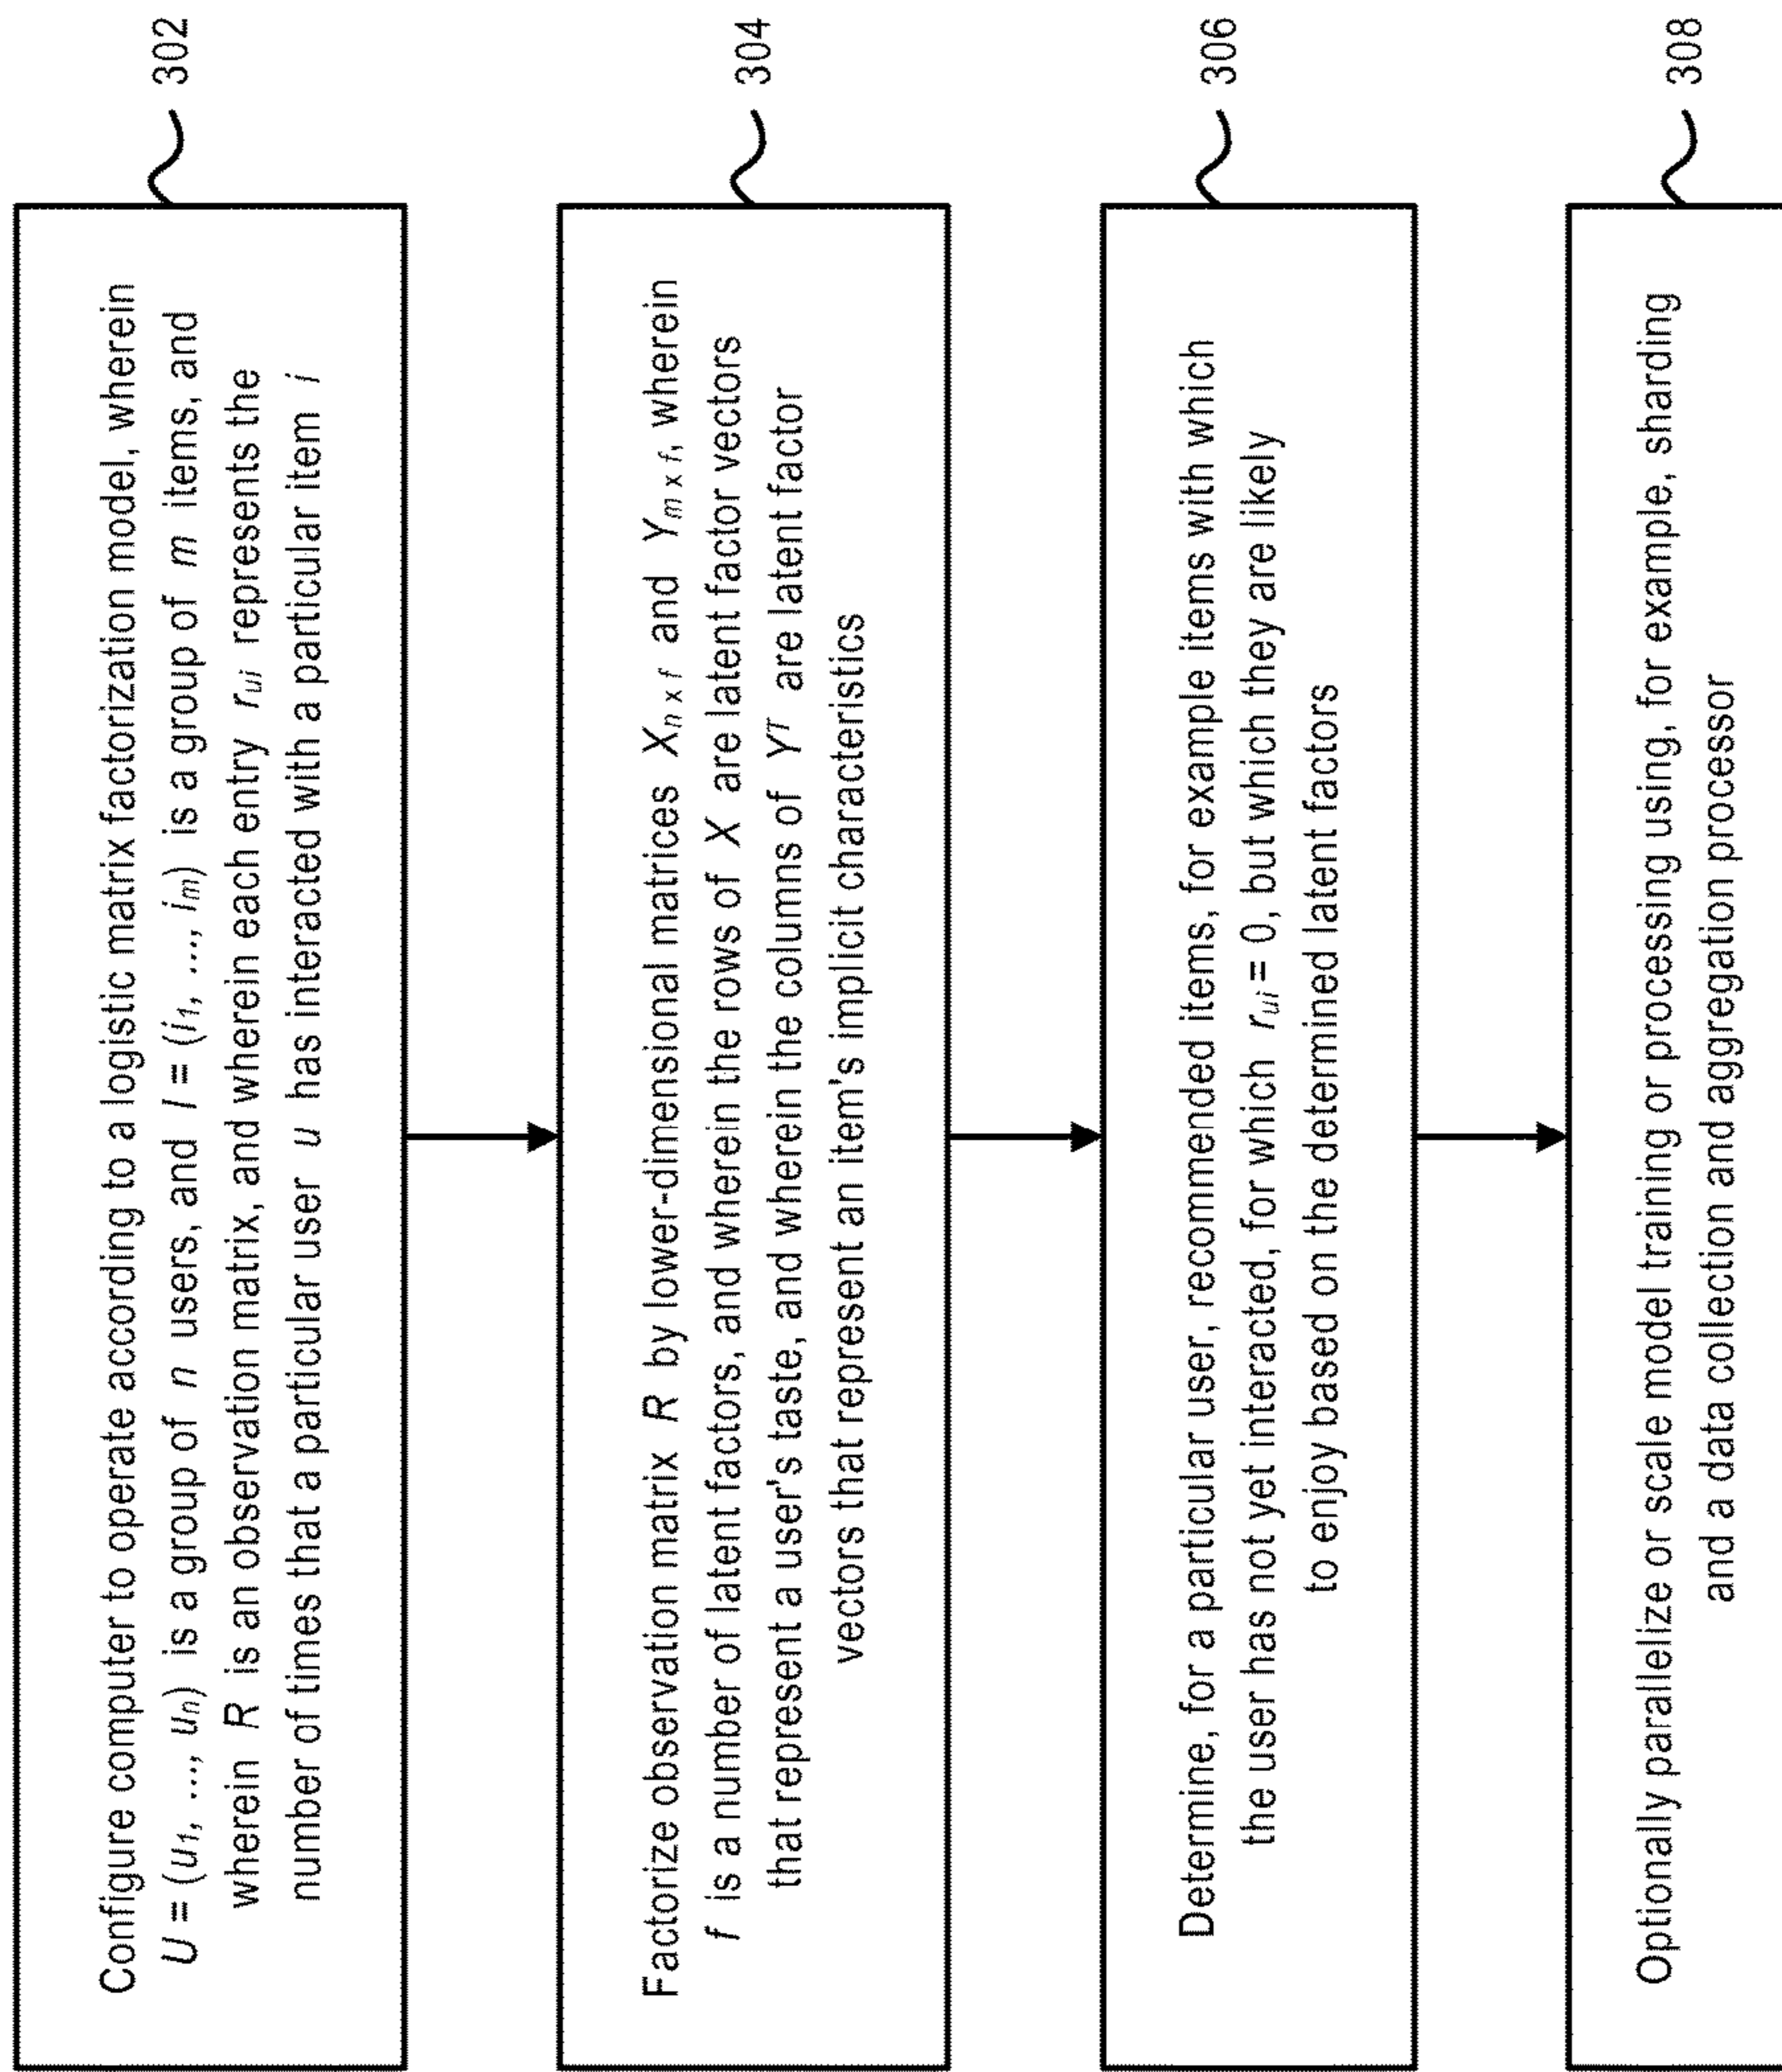 Configure computer to operate according to a logistic matrix factorization model, wherein
U = (u1, ..., un) is a group of n users, and I = (i1, ..., im) is a group of m items, and
wherein R is an observation matrix, and wherein each entry rui represents the
number of times that a particular user u has interacted with a particular item i
302
Factorize observation matrix R by lower-dimensional matrices Xn x f and Ym x f, wherein
f is a number of latent factors, and wherein the rows of X are latent factor vectors
that represent a user's taste, and wherein the columns of YT are latent factor
vectors that represent an item's implicit characteristics
304
Determine, for a particular user, recommended items, for example items with which
the user has not yet interacted, for which rui = 0, but which they are likely
to enjoy based on the determined latent factors
306
Optionally parallelize or scale model training or processing using, for example, sharding
and a data collection and aggregation processor
308